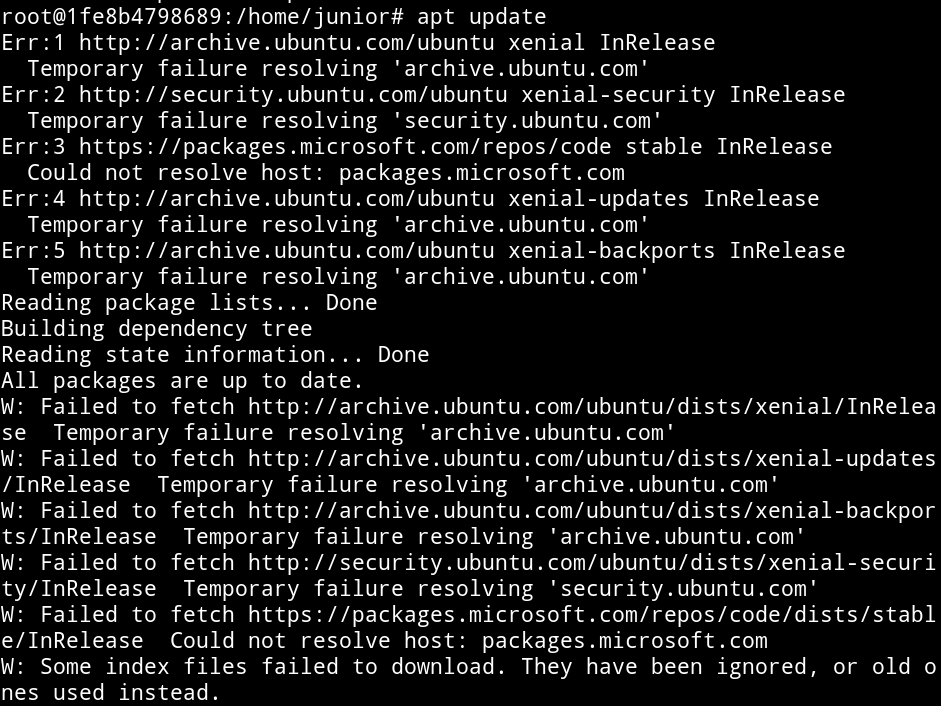 root@1fe8b4798689:/home/junior# apt update
Err:1 http://archive.ubuntu.com/ubuntu xenial InRelease
  Temporary failure resolving 'archive.ubuntu.com'
Err:2 http://security.ubuntu.com/ubuntu xenial-security InRelease
  Temporary failure resolving 'security.ubuntu.com'
Err:3 https://packages.microsoft.com/repos/code stable InRelease
  Could not resolve host: packages.microsoft.com
Err:4 http://archive.ubuntu.com/ubuntu xenial-updates InRelease
  Temporary failure resolving 'archive.ubuntu.com'
Err:5 http://archive.ubuntu.com/ubuntu xenial-backports InRelease
  Temporary failure resolving 'archive.ubuntu.com'
Reading package lists... Done
Building dependency tree
Reading state information... Done
All packages are up to date.
W: Failed to fetch http://archive.ubuntu.com/ubuntu/dists/xenial/InRelea
se  Temporary failure resolving 'archive.ubuntu.com'
W: Failed to fetch http://archive.ubuntu.com/ubuntu/dists/xenial-updates
/InRelease  Temporary failure resolving 'archive.ubuntu.com'
W: Failed to fetch http://archive.ubuntu.com/ubuntu/dists/xenial-backpor
ts/InRelease  Temporary failure resolving 'archive.ubuntu.com'
W: Failed to fetch http://security.ubuntu.com/ubuntu/dists/xenial-securi
ty/InRelease  Temporary failure resolving 'security.ubuntu.com'
W: Failed to fetch https://packages.microsoft.com/repos/code/dists/stabl
e/InRelease  Could not resolve host: packages.microsoft.com
W: Some index files failed to download. They have been ignored, or old o
nes used instead.